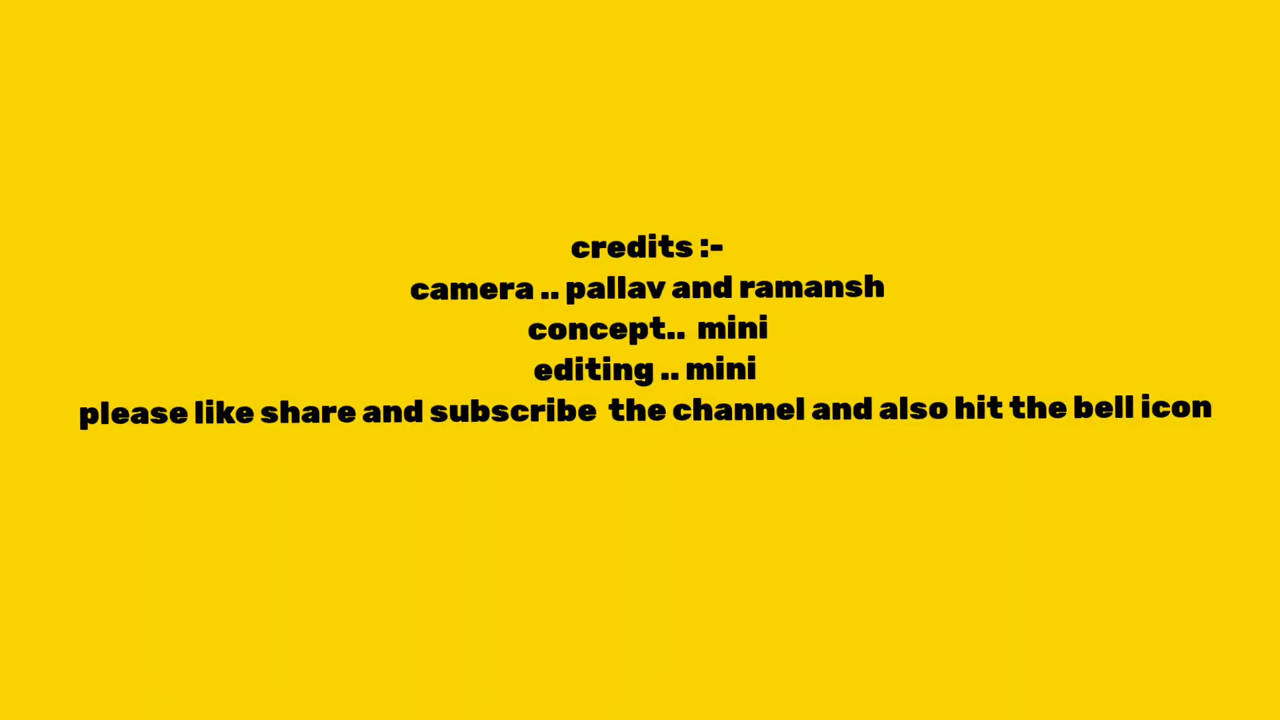 credits :-
camera .. pallav and ramansh
concept.. mini
editing .. mini
please like share and subscribe the channel and also hit the bell icon